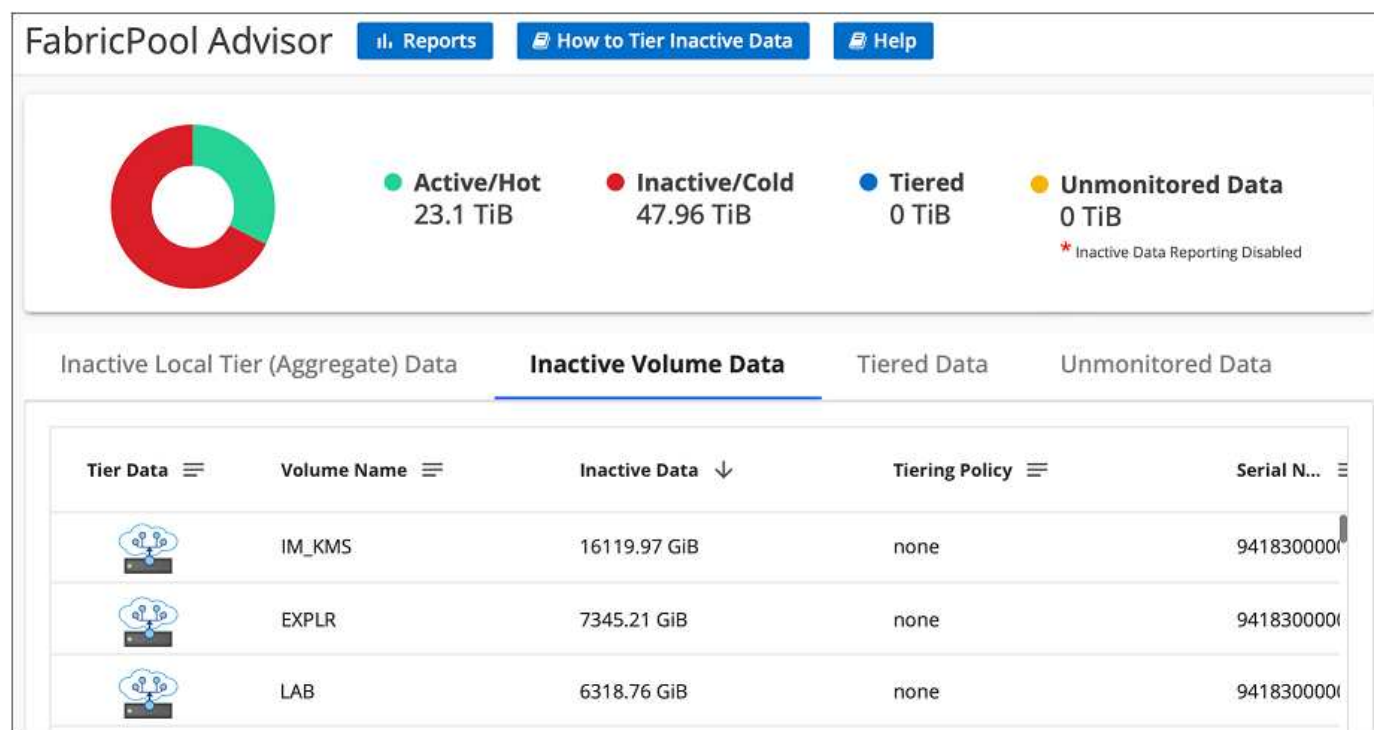 FabricPool Advisor Reports How to Tier Inactive Data Help
Active/Hot Inactive/Cold Tiered Unmonitored Data
23.1 TiB 47.96 TiB 0 TiB 0 TiB
* Inactive Data Reporting Disabled
Inactive Local Tier (Aggregate) Data Inactive Volume Data Tiered Data Unmonitored Data
Tier Data Volume Name Inactive Data Tiering Policy Serial N...
IM_KMS 16119.97 GiB none 9418300000
EXPLR 7345.21 GiB none 9418300000
LAB 6318.76 GiB none 9418300000